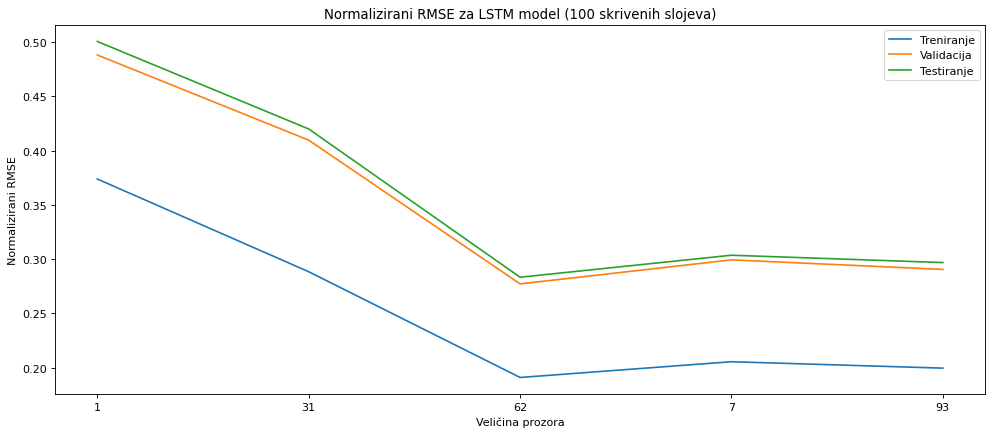 Normalizirani RMSE za LSTM model (100 skrivenih slojeva)
Treniranje
Validacija
Testiranje
Normalizirani RMSE
0.50
0.45
0.40
0.35
0.30
0.25
0.20
1
31
62
7
93
Veličina prozora